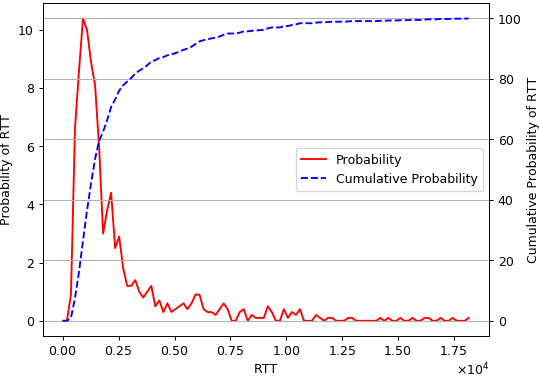 Probability of RTT
10
8
6
4
2
0
Probability
Cumulative Probability
100
80
60
40
20
0
Cumulative Probability of RTT
0.00 0.25 0.50 0.75 1.00 1.25 1.50 1.75
×10⁴
RTT